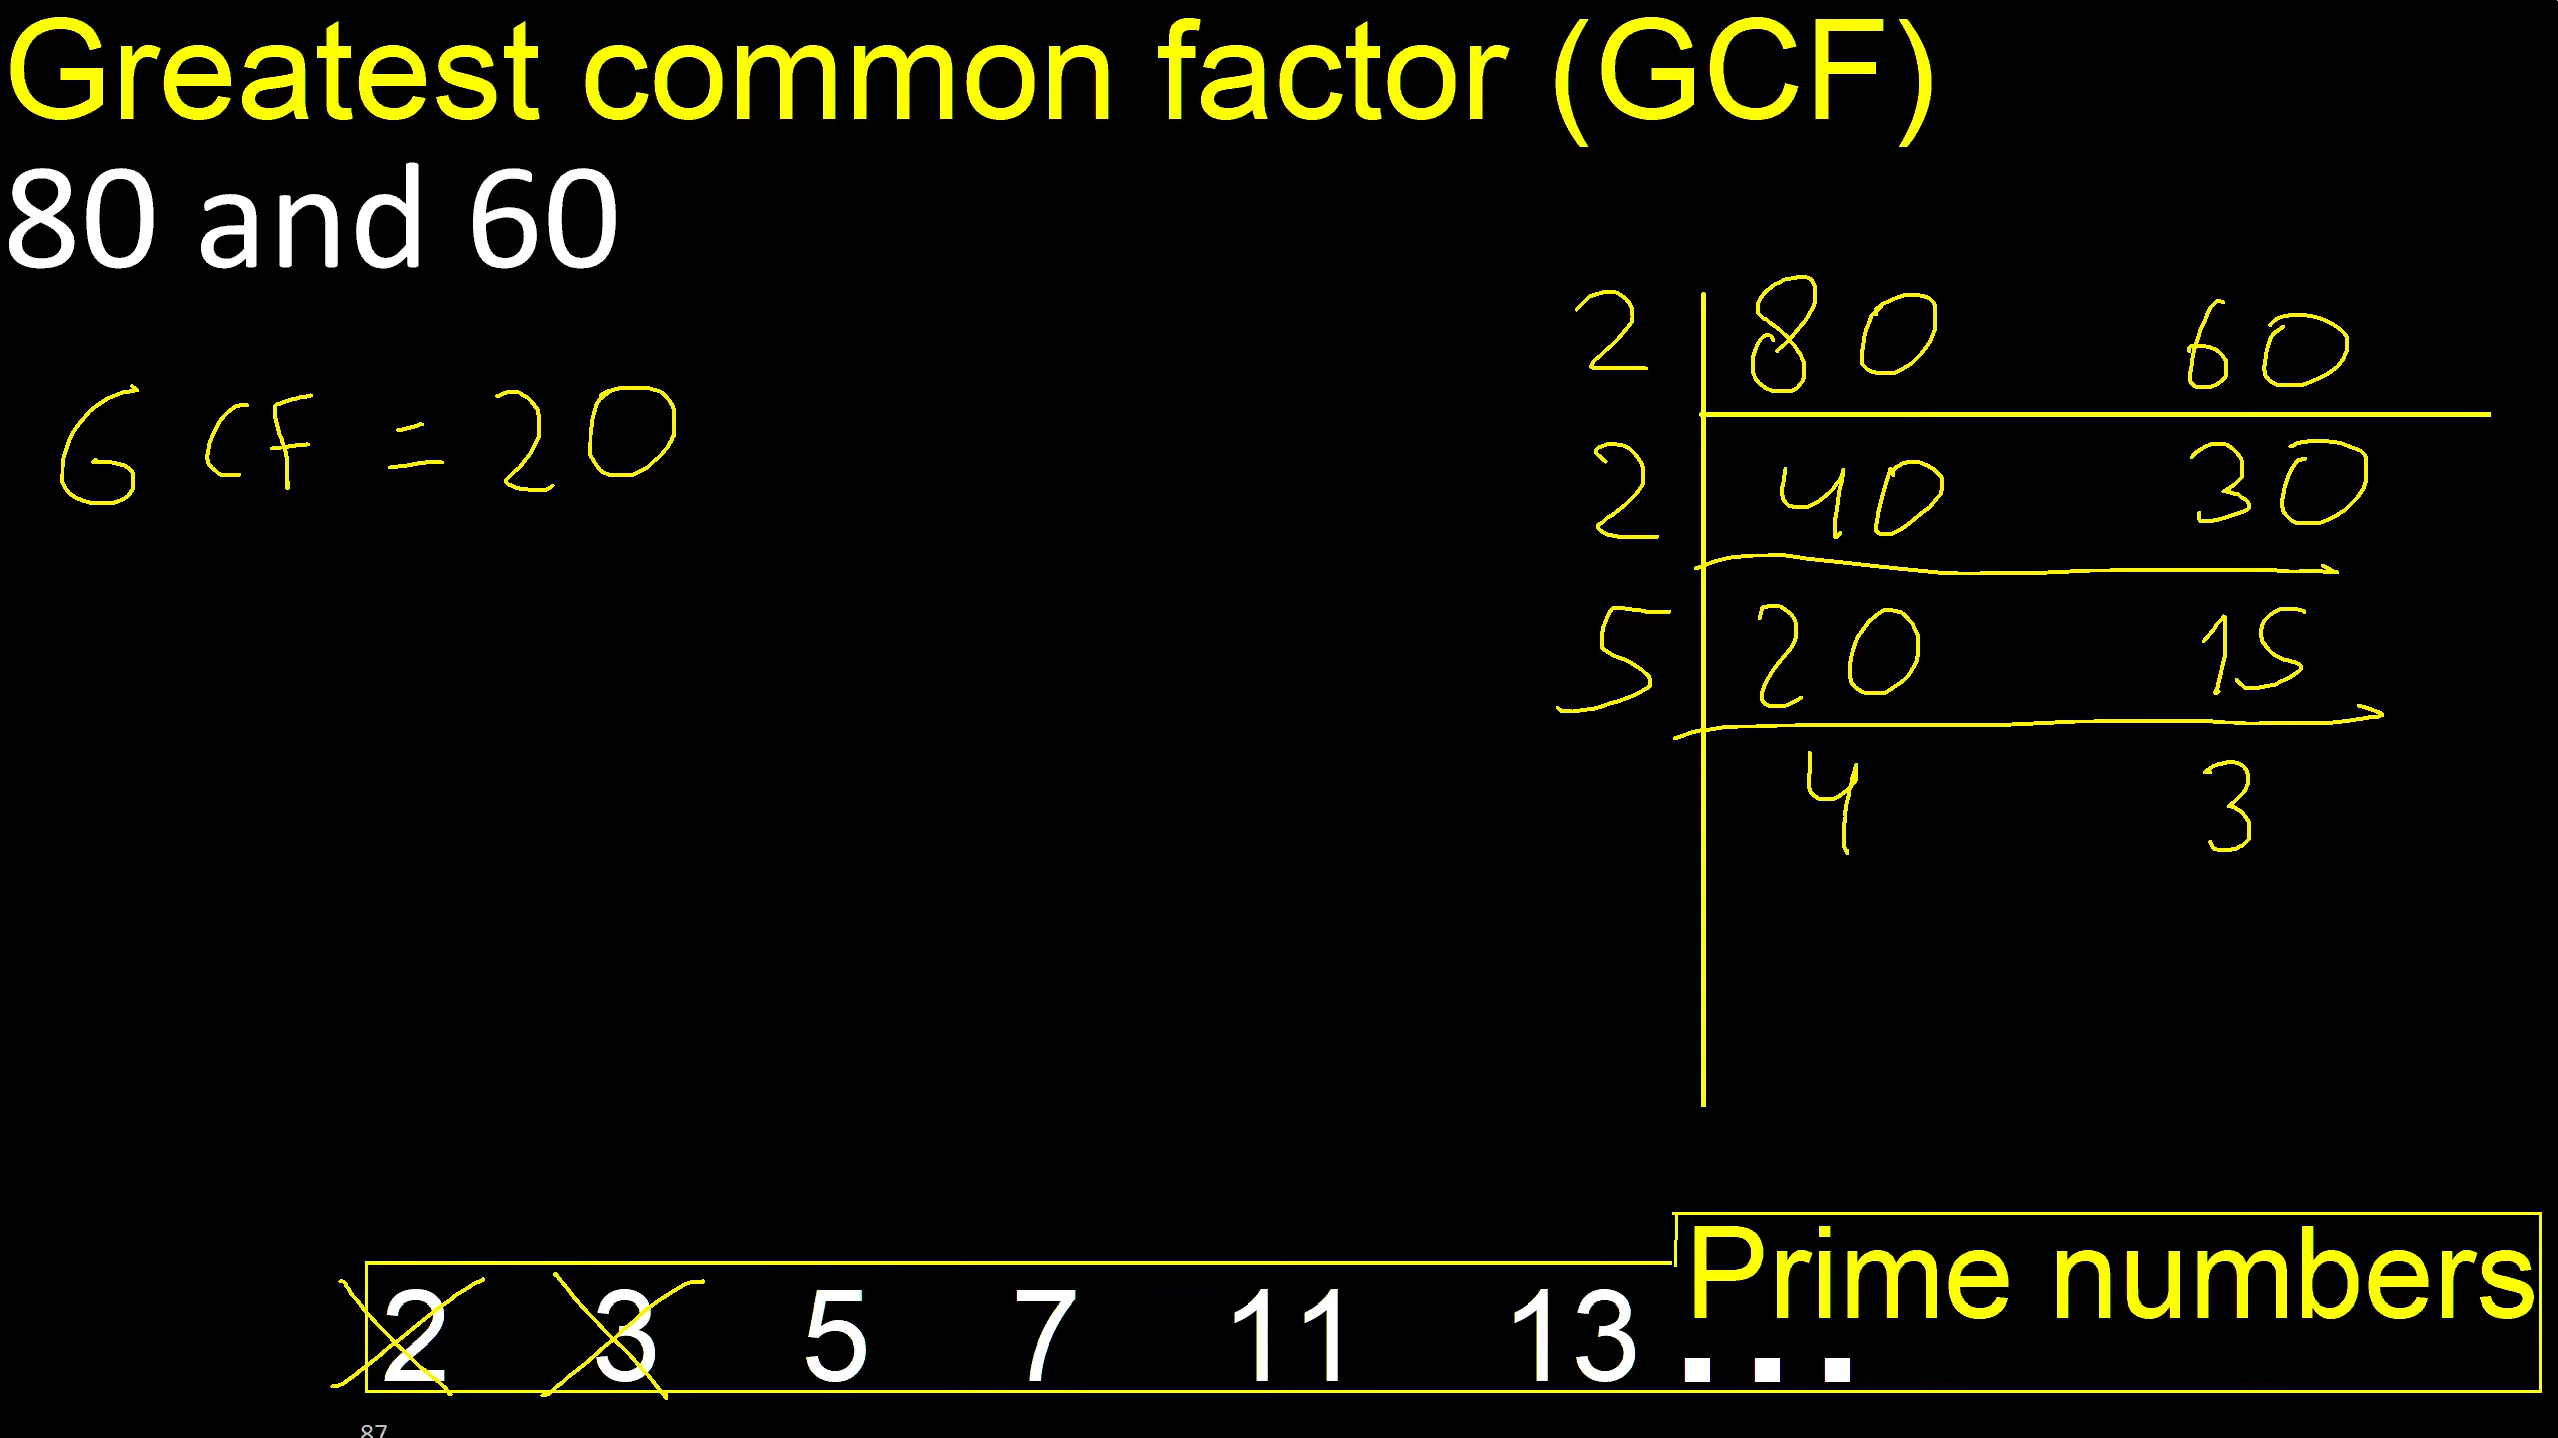 Greatest common factor (GCF)
80 and 60
2 80 60
GCF = 20
2 40 30
5 20 15
4 3
Prime numbers
2 3 5 7 11 13 ...
87